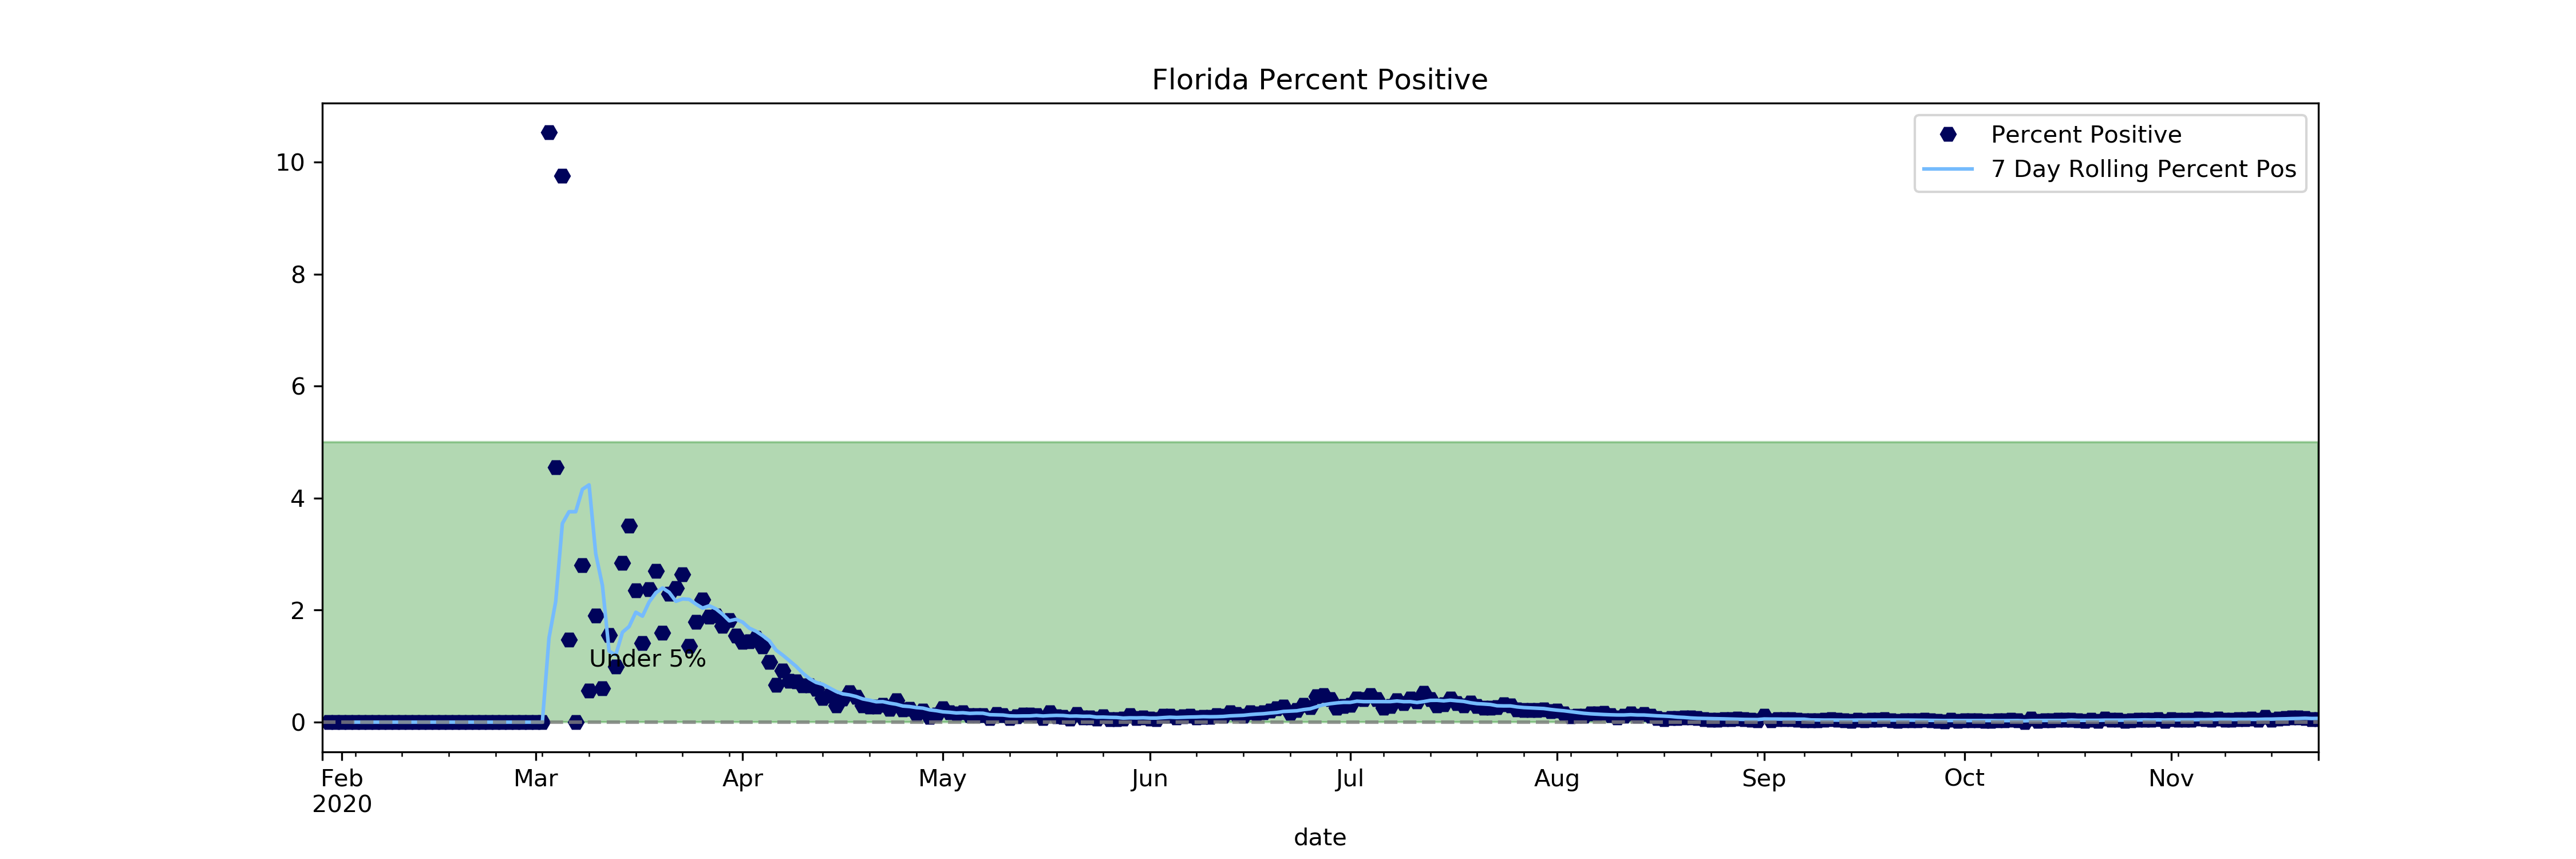 Florida Percent Positive
Percent Positive
7 Day Rolling Percent Pos
10
8
6
4
2
0
Under 5%
Feb Mar Apr May Jun Jul Aug Sep Oct Nov
2020
date